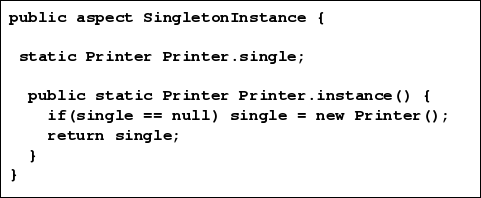 public aspect SingletonInstance {
static Printer Printer.single;
public static Printer Printer.instance() {
if(single == null) single = new Printer();
return single;
}
}